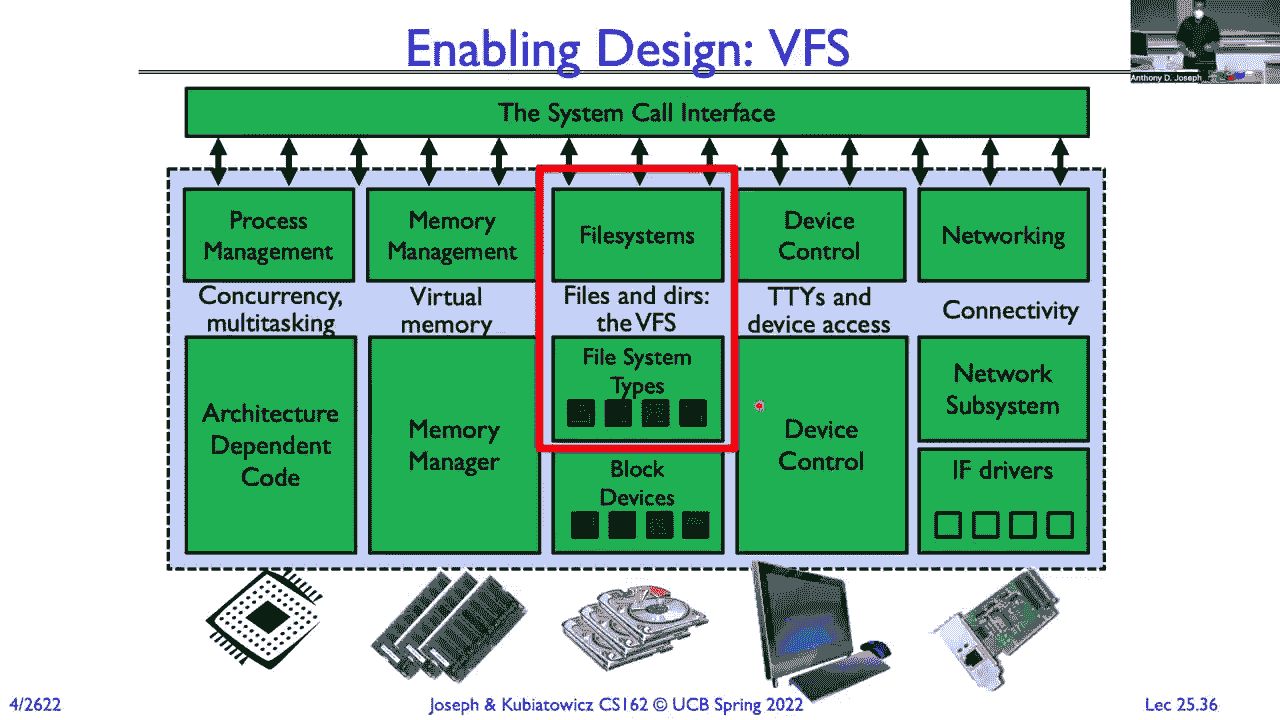 Enabling Design: VFS
Anthony D. Joseph
The System Call Interface
Process
Management
Memory
Management
Filesystems
Device
Control
Networking
Concurrency,
multitasking
Virtual
memory
Files and dirs:
the VFS
TTYs and
device access
Connectivity
Architecture
Dependent
Code
Memory
Manager
File System
Types
Block
Devices
Device
Control
Network
Subsystem
IF drivers
4/2622
Joseph & Kubiatowicz CS162 © UCB Spring 2022
Lec 25.36